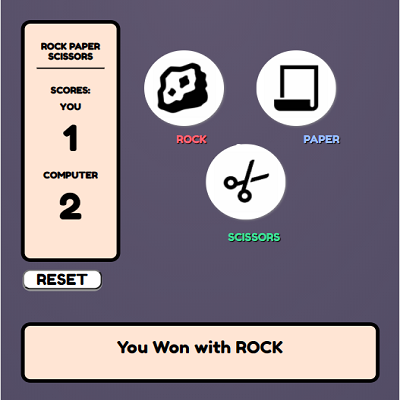 ROCK PAPER
SCISSORS
SCORES:
YOU
1
COMPUTER
2
RESET
ROCK
PAPER
SCISSORS
You Won with ROCK